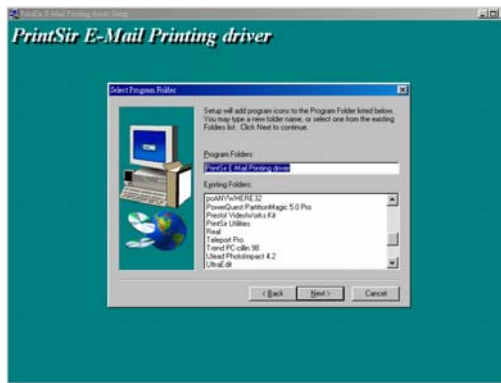 PrintSir E-Mail Printing driver Setup
PrintSir E-Mail Printing driver
Select Program Folder
Setup will add program icons to the Program Folder listed below.
You may type a new folder name, or select one from the existing
Folders list. Click Next to continue.
Program Folders:
PrintSir E-Mail Printing driver
Existing Folders:
pcANYWHERE32
PowerQuest PartitionMagic 5.0 Pro
Presto! VideoWorks Kit
PrintSir Utilities
Real
Teleport Pro
Trend PC-cillin 98
Ulead PhotoImpact 4.2
UltraEdit
< Back
Next >
Cancel